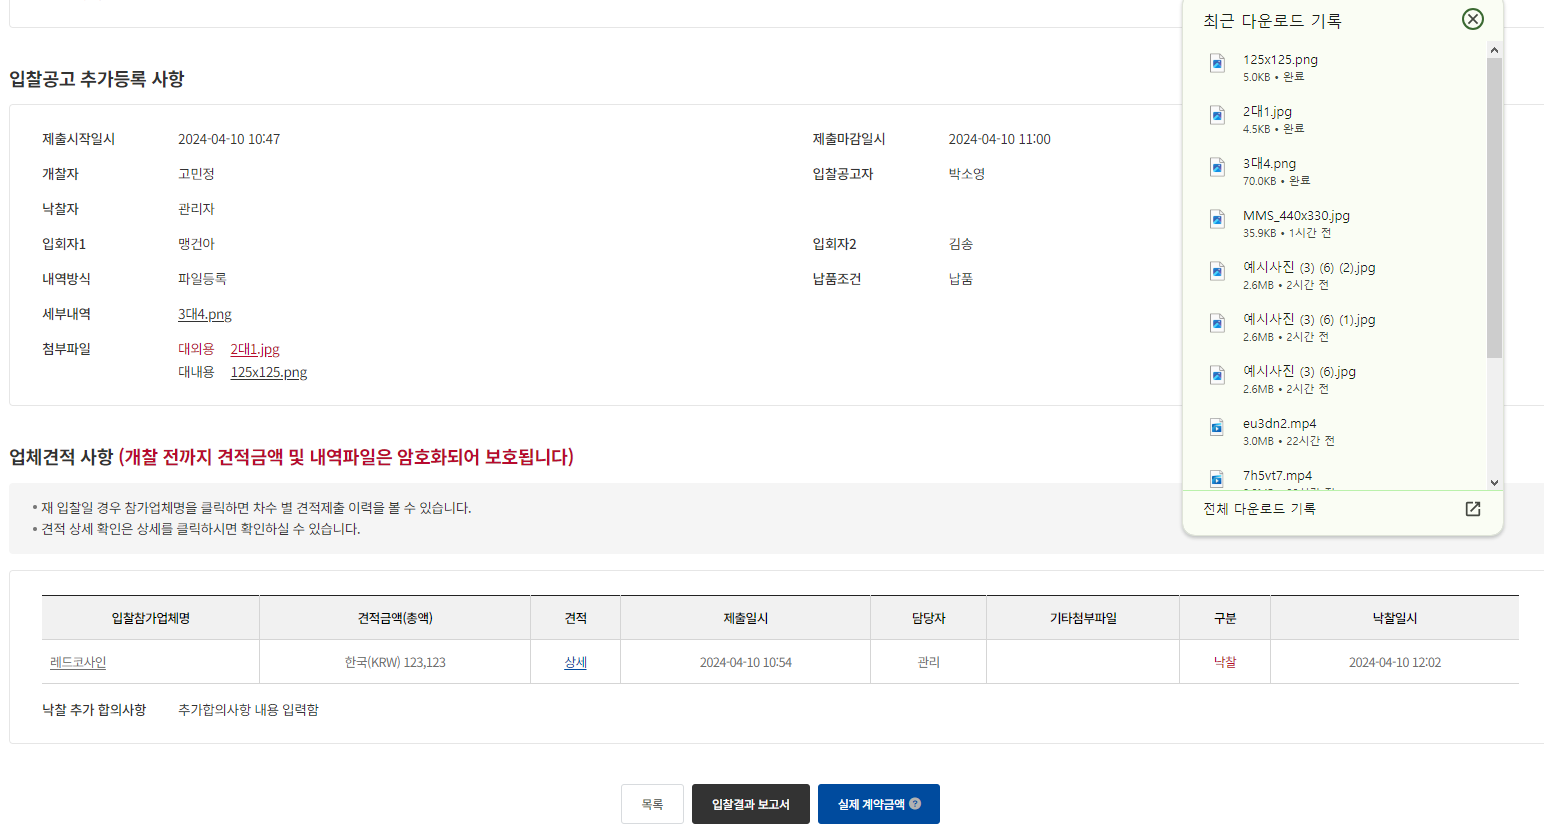 입찰공고 추가등록 사항
제출시작일시 2024-04-10 10:47 제출마감일시 2024-04-10 11:00
개찰자 고민정 입찰공고자 박소영
낙찰자 관리자
입회자1 맹건아 입회자2 김송
내역방식 파일등록 납품조건 납품
세부내역 3대4.png
첨부파일 대외용 2대1.jpg
대내용 125x125.png
업체견적 사항 (개찰 전까지 견적금액 및 내역파일은 암호화되어 보호됩니다)
• 재 입찰일 경우 참가업체명을 클릭하면 차수 별 견적제출 이력을 볼 수 있습니다.
• 견적 상세 확인은 상세를 클릭하시면 확인하실 수 있습니다.
입찰참가업체명 견적금액(총액) 견적 제출일시 담당자 기타첨부파일 구분 낙찰일시
레드코사인 한국(KRW) 123,123 상세 2024-04-10 10:54 관리 낙찰 2024-04-10 12:02
낙찰 추가 합의사항 추가합의사항 내용 입력함
목록 입찰결과 보고서 실제 계약금액 ?
최근 다운로드 기록
125x125.png
5.0KB • 완료
2대1.jpg
4.5KB • 완료
3대4.png
70.0KB • 완료
MMS_440x330.jpg
35.9KB • 1시간 전
예시사진 (3) (6) (2).jpg
2.6MB • 2시간 전
예시사진 (3) (6) (1).jpg
2.6MB • 2시간 전
예시사진 (3) (6).jpg
2.6MB • 2시간 전
eu3dn2.mp4
3.0MB • 22시간 전
7h5vt7.mp4
전체 다운로드 기록